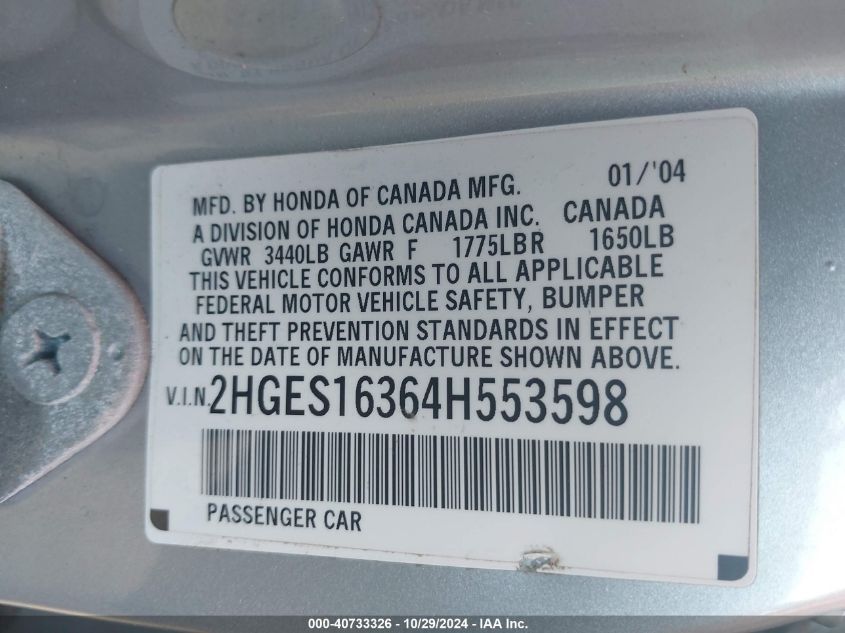 MFD. BY HONDA OF CANADA MFG. 01/'04
A DIVISION OF HONDA CANADA INC. CANADA
GVWR 3440LB GAWR F 1775LB R 1650LB
THIS VEHICLE CONFORMS TO ALL APPLICABLE
FEDERAL MOTOR VEHICLE SAFETY, BUMPER
AND THEFT PREVENTION STANDARDS IN EFFECT
ON THE DATE OF MANUFACTURE SHOWN ABOVE.
V.I.N. 2HGES16364H553598
PASSENGER CAR
000-40733326 - 10/29/2024 - IAA Inc.